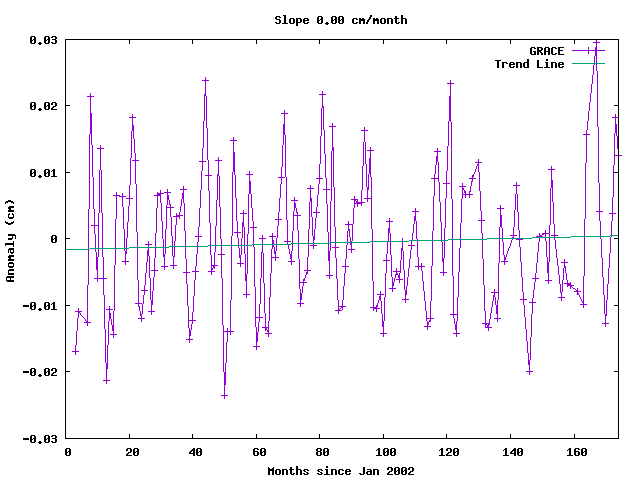 Slope 0.00 cm/month
GRACE
Trend Line
0.03
0.02
0.01
0
-0.01
-0.02
-0.03
Anomaly (cm)
0 20 40 60 80 100 120 140 160
Months since Jan 2002